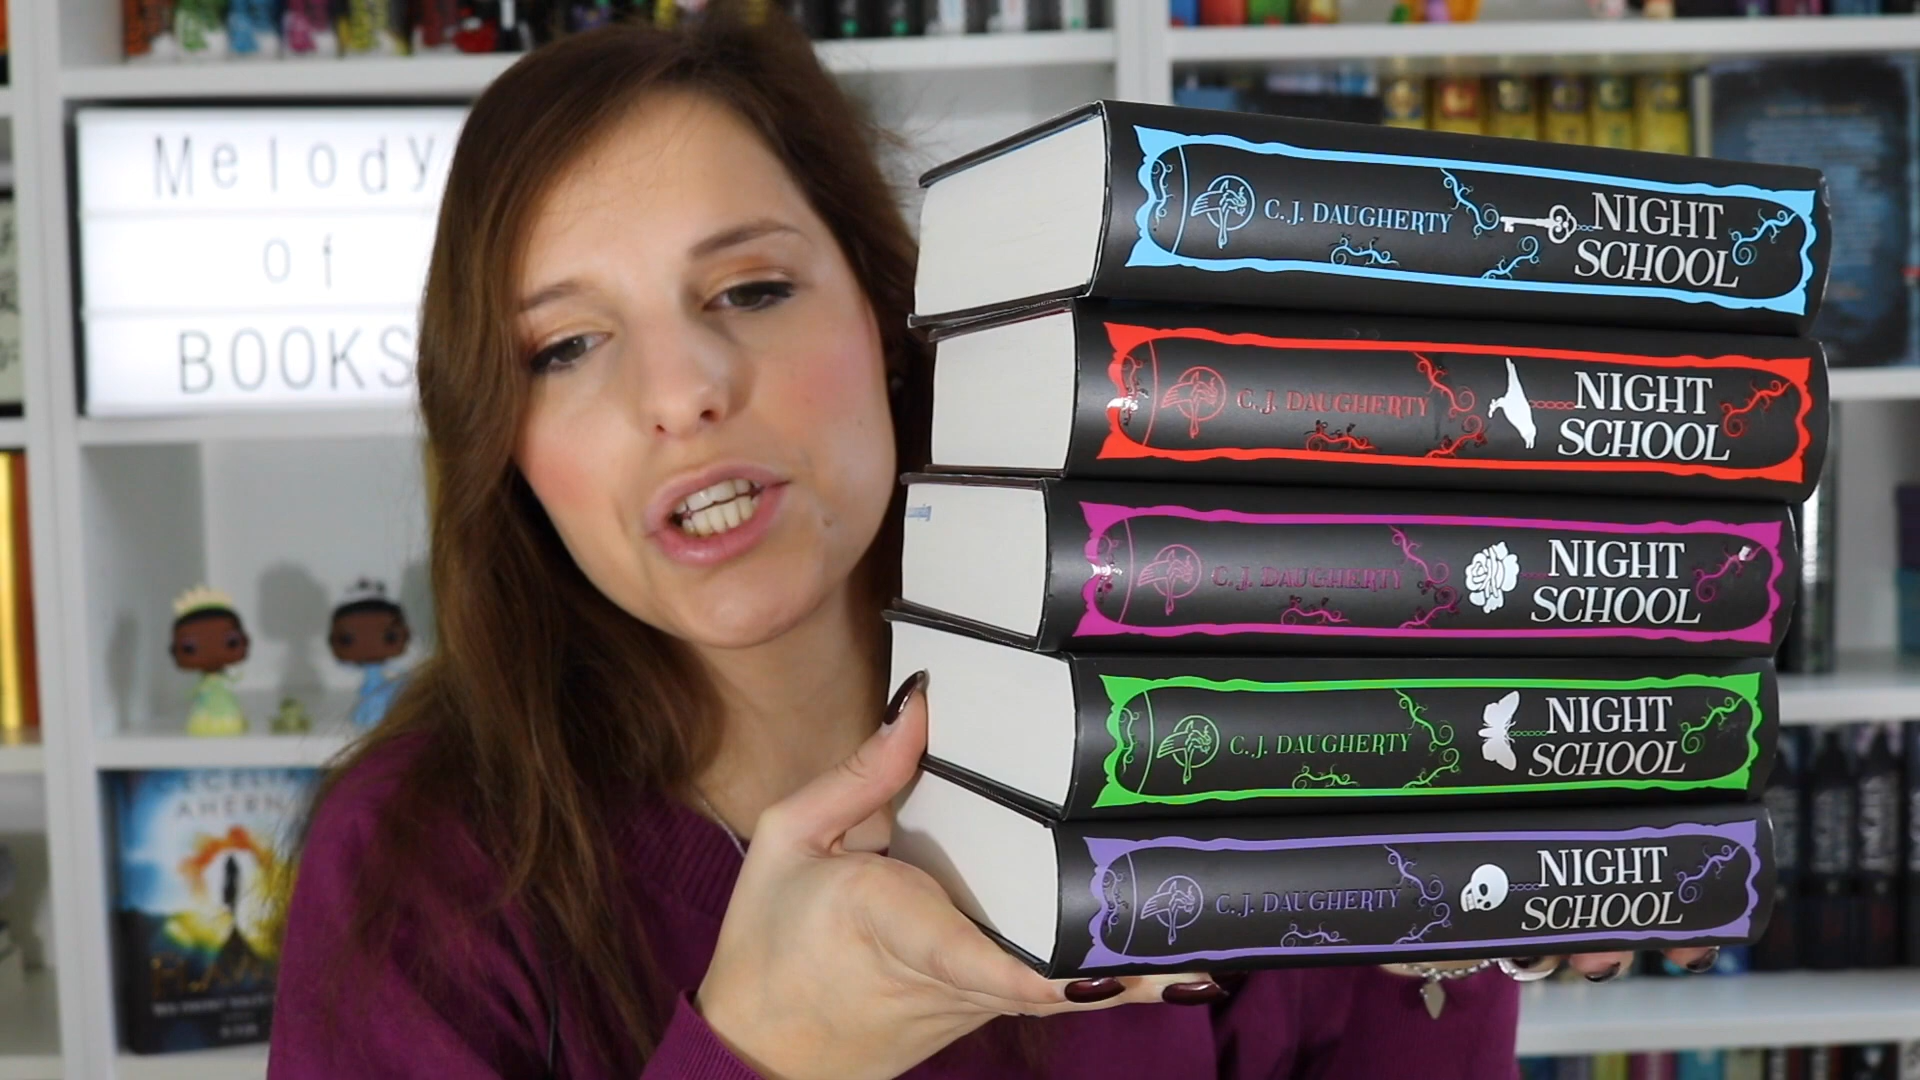 Melody
of
BOOKS
C. J. DAUGHERTY
NIGHT
SCHOOL
C. J. DAUGHERTY
NIGHT
SCHOOL
C. J. DAUGHERTY
NIGHT
SCHOOL
C. J. DAUGHERTY
NIGHT
SCHOOL
C. J. DAUGHERTY
NIGHT
SCHOOL
AHERN